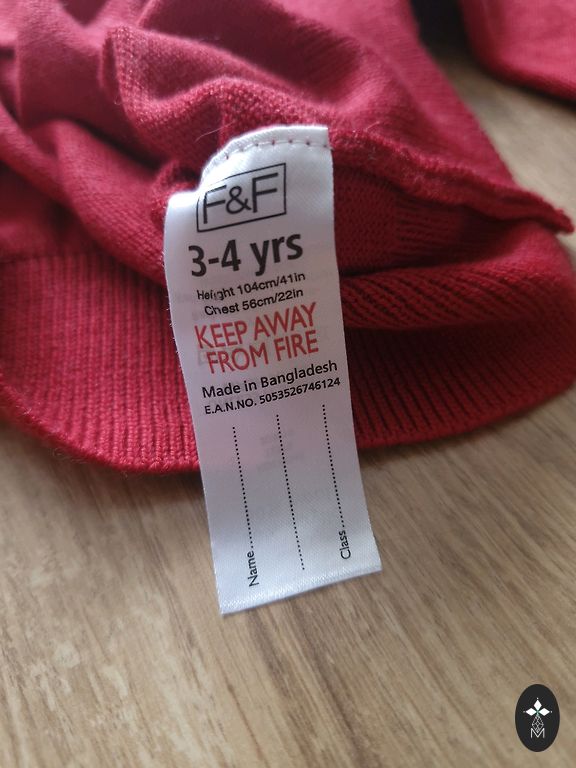 F&F
3-4 yrs
Height 104cm/41in
Chest 56cm/22in
KEEP AWAY
FROM FIRE
Made in Bangladesh
E.A.N.NO. 5053526746124
Name....................
....................
Class....................
M